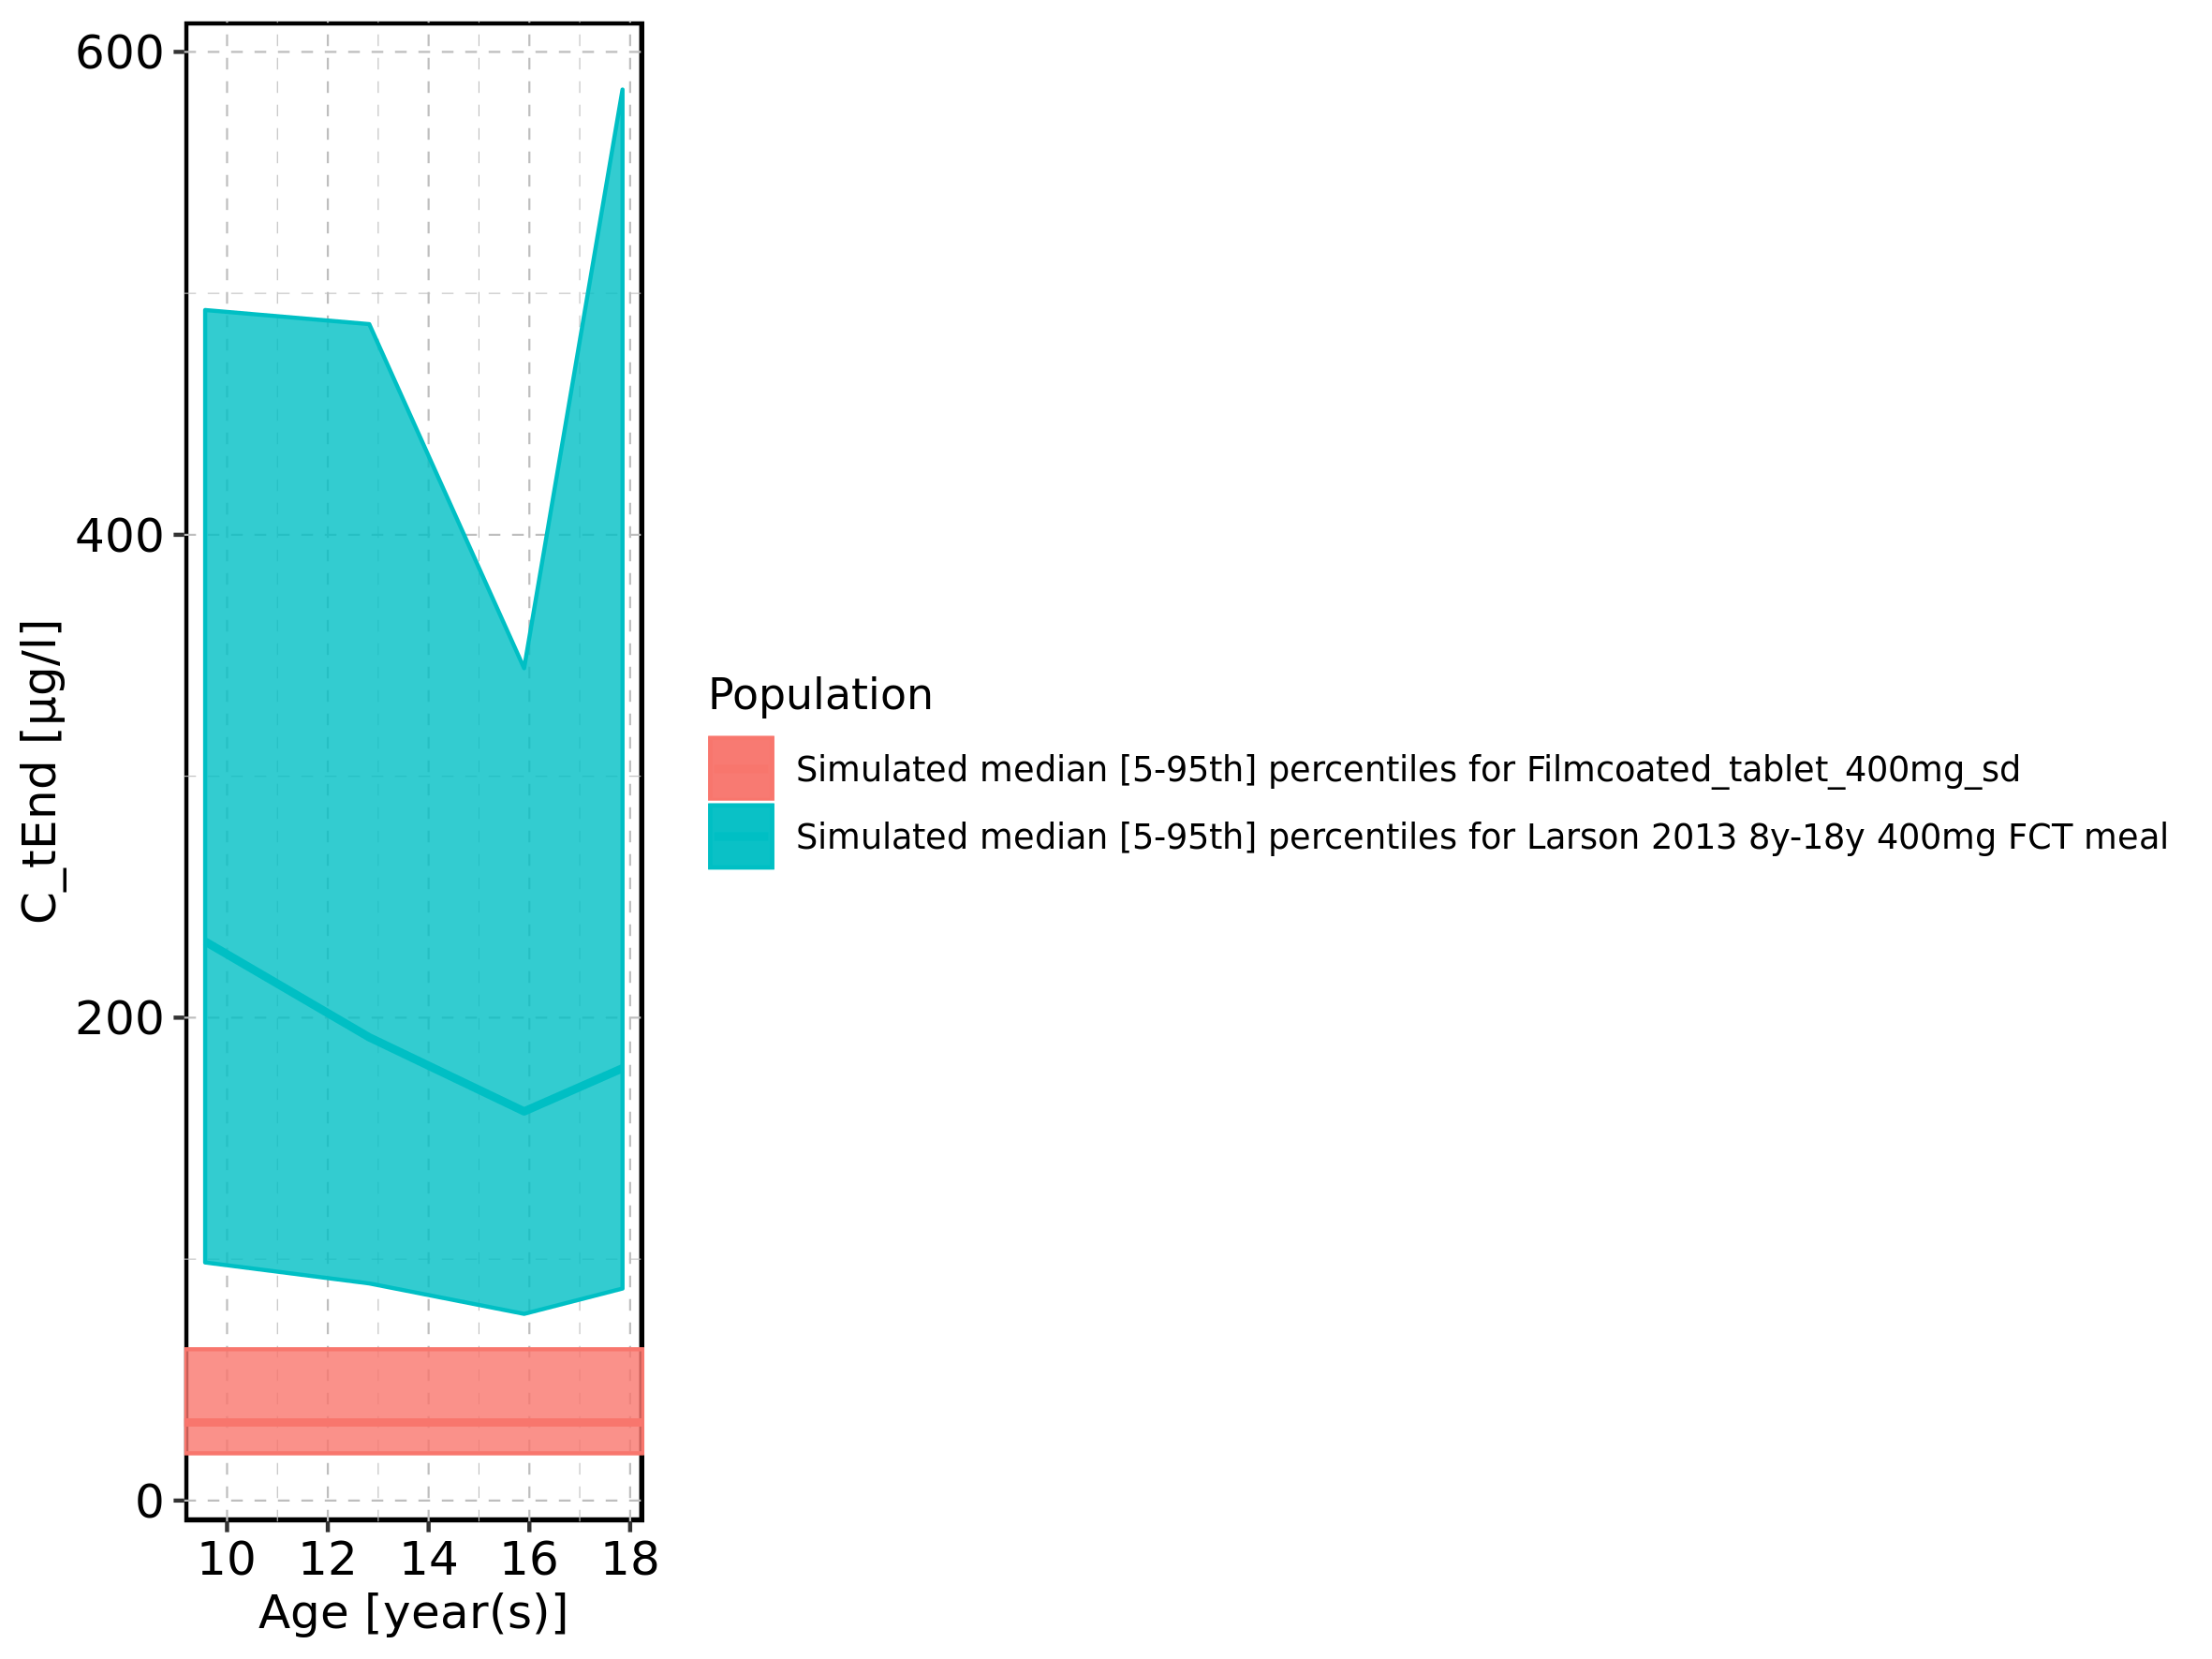 600
400
200
0
C_tEnd [µg/l]
10 12 14 16 18
Age [year(s)]
Population
Simulated median [5-95th] percentiles for Filmcoated_tablet_400mg_sd
Simulated median [5-95th] percentiles for Larson 2013 8y-18y 400mg FCT meal